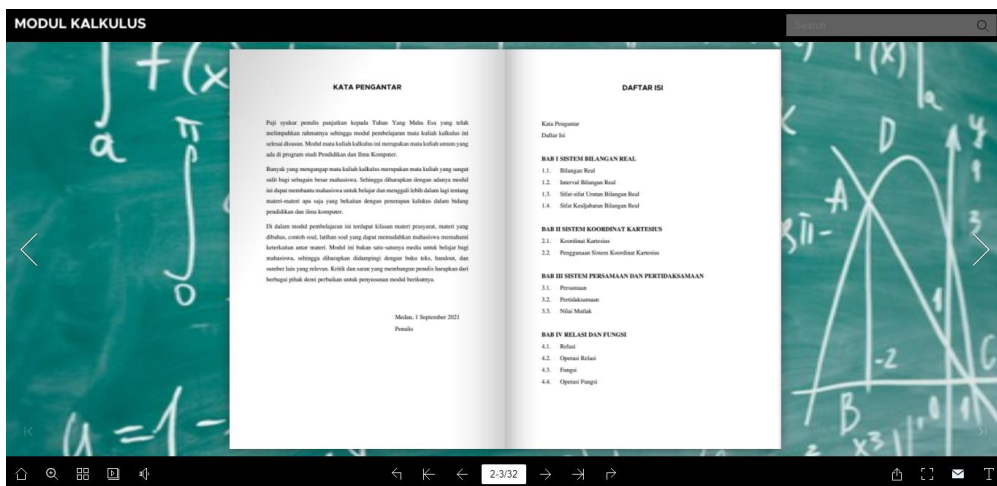 MODUL KALKULUS
Search
KATA PENGANTAR
Puji syukur penulis panjatkan kepada Tuhan Yang Maha Esa yang telah
melimpahkan rahmatnya sehingga modul pembelajaran mata kuliah kalkulus ini
selesai disusun. Modul mata kuliah kalkulus ini merupakan mata kuliah umum yang
ada di program studi Pendidikan dan Ilmu Komputer.
Banyak yang mengangap mata kuliah kalkulus merupakan mata kuliah yang sangat
sulit bagi sebagain besar mahasiswa. Sehingga diharapkan dengan adanya modul
ini dapat membantu mahasiswa untuk belajar dan menggali lebih dalam lagi tentang
materi-materi apa saja yang bekaitan dengan penerapan kalukus dalam bidang
pendidikan dan ilmu komputer.
Di dalam modul pembelajaran ini terdapat kilasan materi prasyarat, materi yang
dibahas, contoh soal, latihan soal yang dapat memudahkan mahasiswa memahami
keterkaitan antar materi. Modul ini bukan satu-satunya media untuk belajar bagi
mahasiswa, sehingga diharapkan didampingi dengan buku teks, handout, dan
sumber lain yang relevan. Kritik dan saran yang membangun penulis harapkan dari
berbagai pihak demi perbaikan untuk penyusunan modul berikutnya.
Medan, 1 September 2021
Penulis
DAFTAR ISI
Kata Pengantar
Daftar Isi
BAB I SISTEM BILANGAN REAL
1.1. Bilangan Real
1.2. Interval Bilangan Real
1.3. Sifat-sifat Urutan Bilangan Real
1.4. Sifat Kealjabaran Bilangan Real
BAB II SISTEM KOORDINAT KARTESIUS
2.1. Koordinat Kartesius
2.2. Penggunaan Sistem Koordinat Kartesius
BAB III SISTEM PERSAMAAN DAN PERTIDAKSAMAAN
3.1. Persamaan
3.2. Pertidaksamaan
3.3. Nilai Mutlak
BAB IV RELASI DAN FUNGSI
4.1. Relasi
4.2. Operasi Relasi
4.3. Fungsi
4.4. Operasi Fungsi
2-3/32